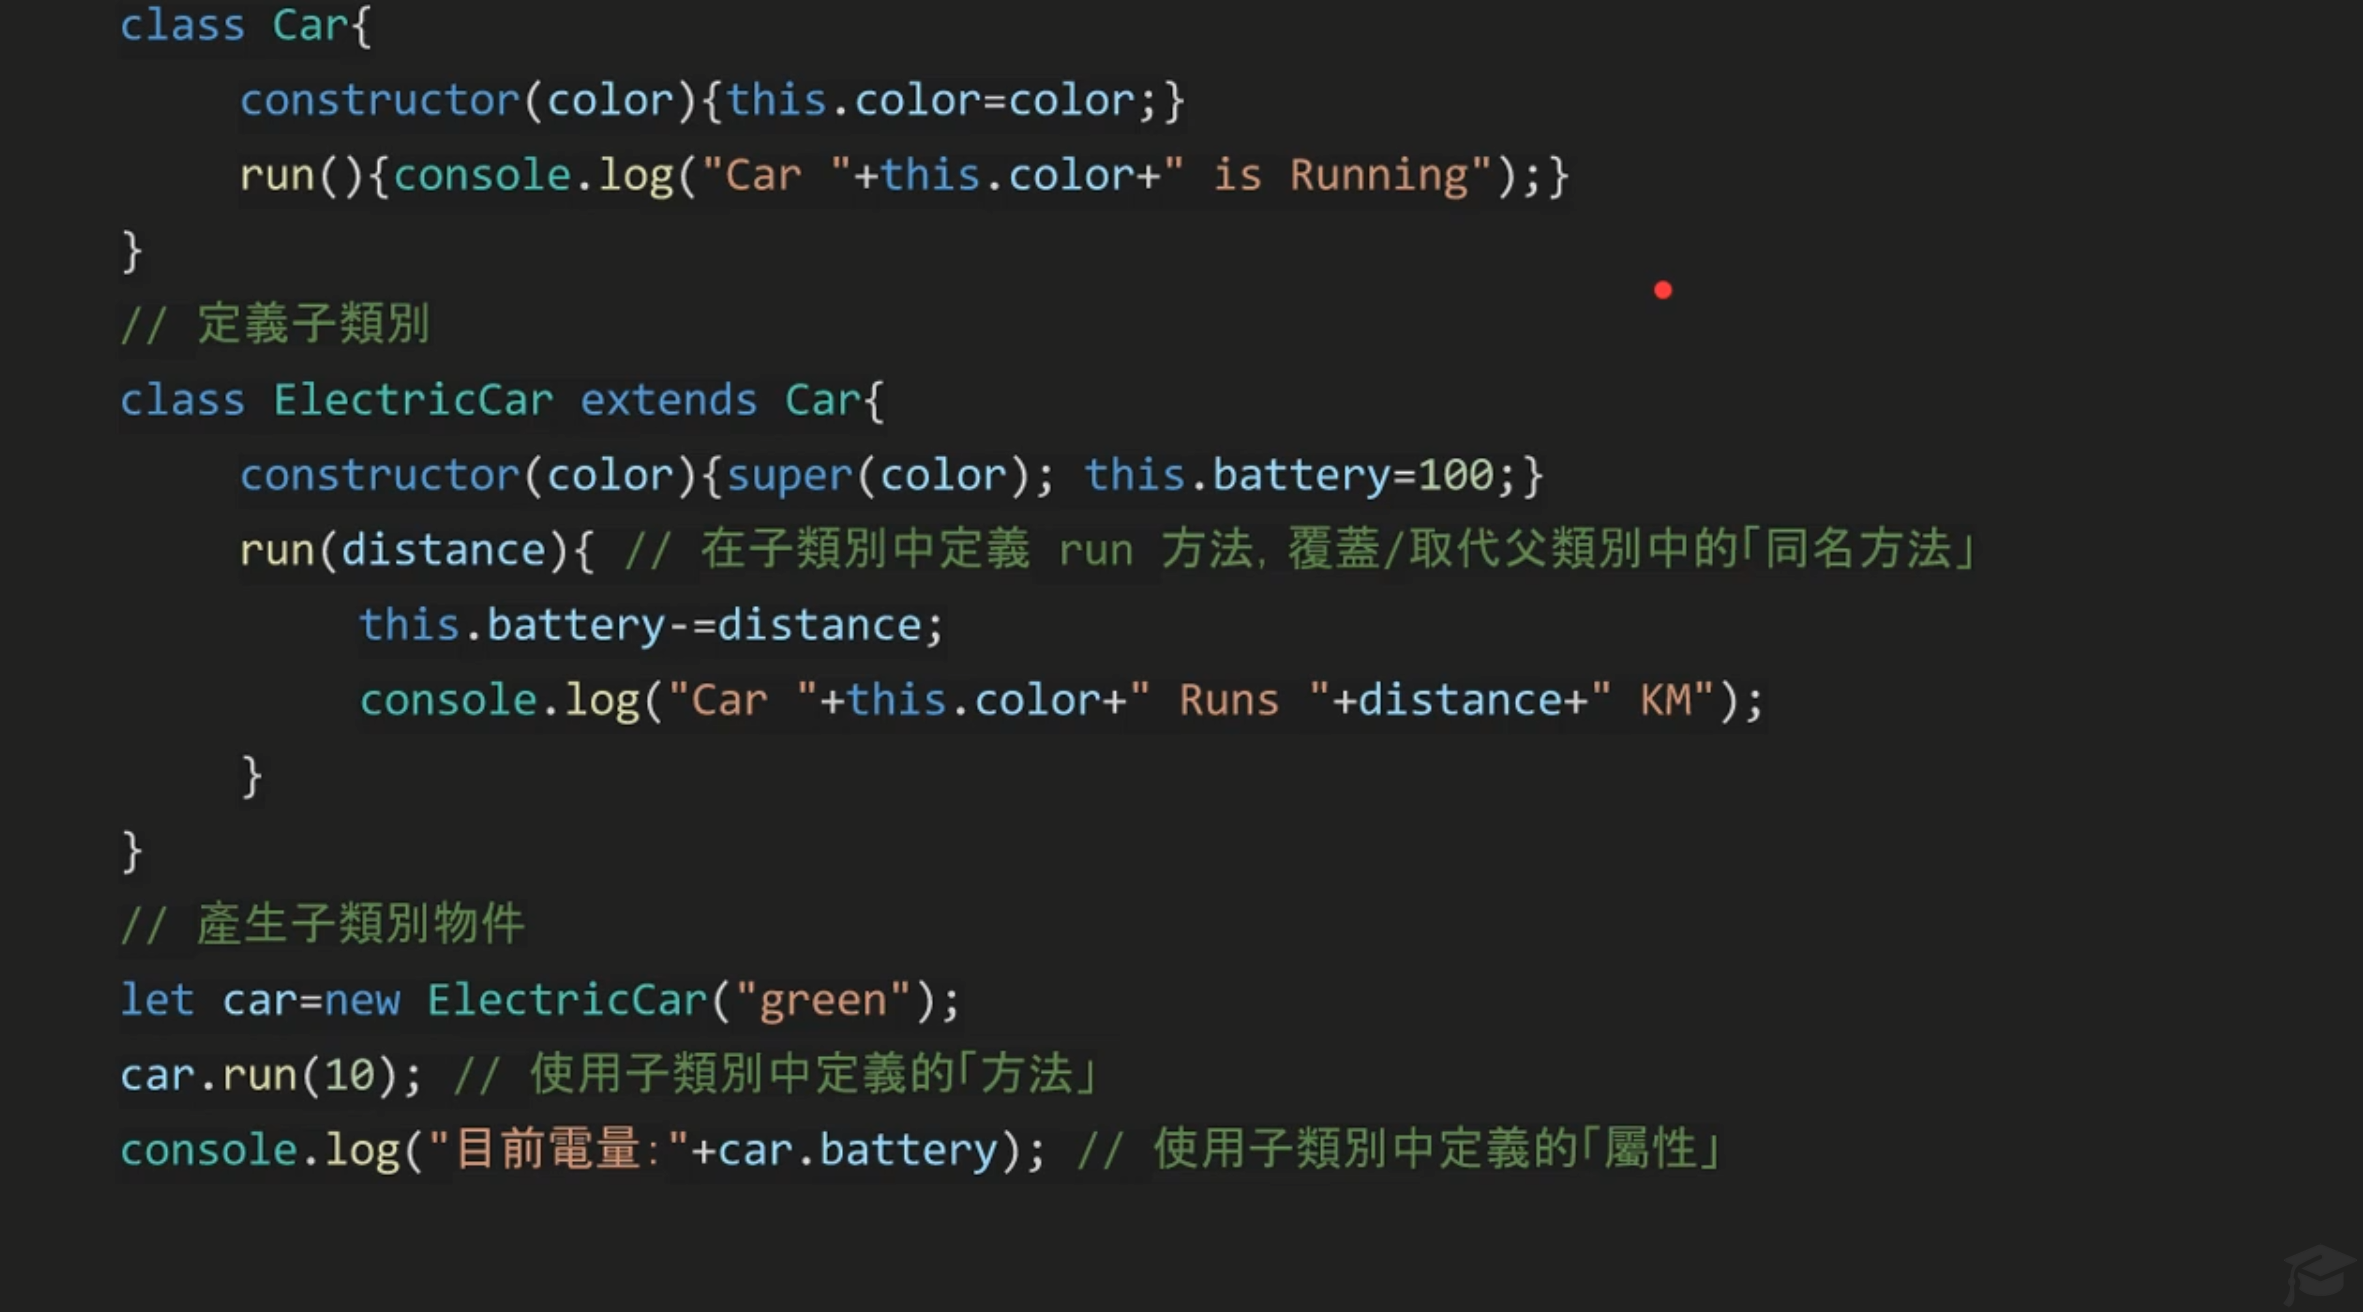 class Car{
constructor(color){this.color=color;}
run(){console.log("Car "+this.color+" is Running");}
}
// 定義子類別
class ElectricCar extends Car{
constructor(color){super(color); this.battery=100;}
run(distance){ // 在子類別中定義 run 方法, 覆蓋/取代父類別中的「同名方法」
this.battery-=distance;
console.log("Car "+this.color+" Runs "+distance+" KM");
}
}
// 產生子類別物件
let car=new ElectricCar("green");
car.run(10); // 使用子類別中定義的「方法」
console.log("目前電量:"+car.battery); // 使用子類別中定義的「屬性」